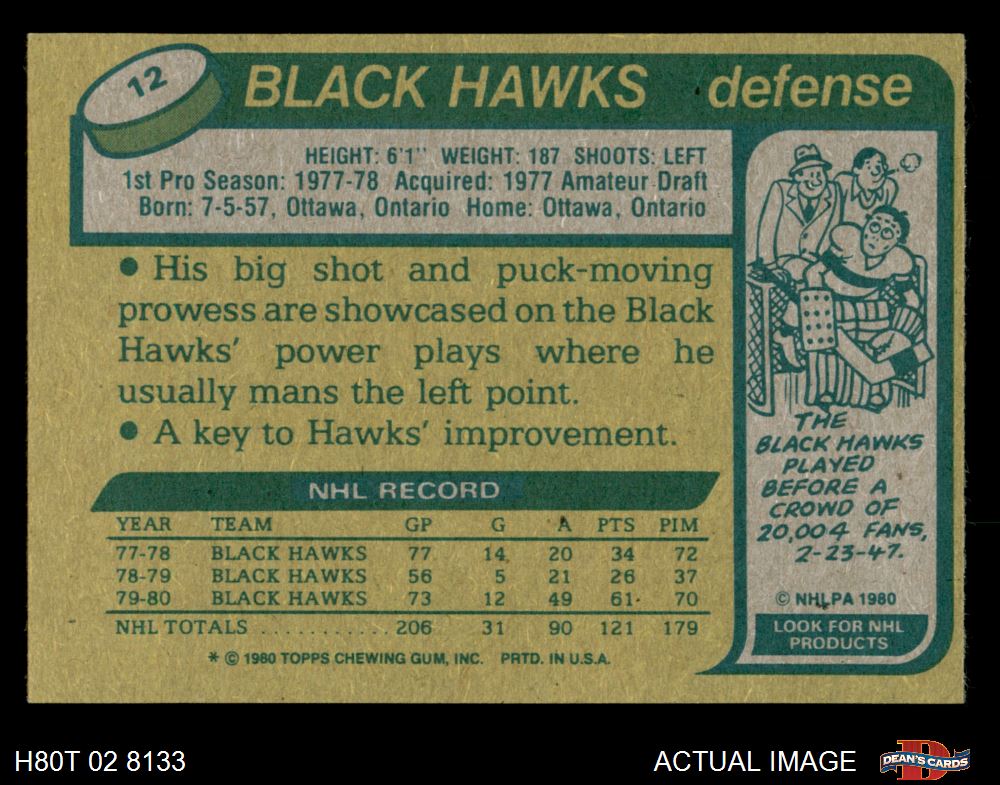 12
BLACK HAWKS defense
HEIGHT: 6'1" WEIGHT: 187 SHOOTS: LEFT
1st Pro Season: 1977-78 Acquired: 1977 Amateur Draft
Born: 7-5-57, Ottawa, Ontario Home: Ottawa, Ontario
• His big shot and puck-moving
prowess are showcased on the Black
Hawks' power plays where he
usually mans the left point.
• A key to Hawks' improvement.
NHL RECORD
YEAR TEAM GP G A PTS PIM
77-78 BLACK HAWKS 77 14 20 34 72
78-79 BLACK HAWKS 56 5 21 26 37
79-80 BLACK HAWKS 73 12 49 61 70
NHL TOTALS ........... 206 31 90 121 179
* © 1980 TOPPS CHEWING GUM, INC. PRTD. IN U.S.A.
THE
BLACK HAWKS
PLAYED
BEFORE A
CROWD OF
20,004 FANS,
2-23-47.
© NHLPA 1980
LOOK FOR NHL
PRODUCTS
H80T 02 8133
ACTUAL IMAGE
D
DEAN'S CARDS